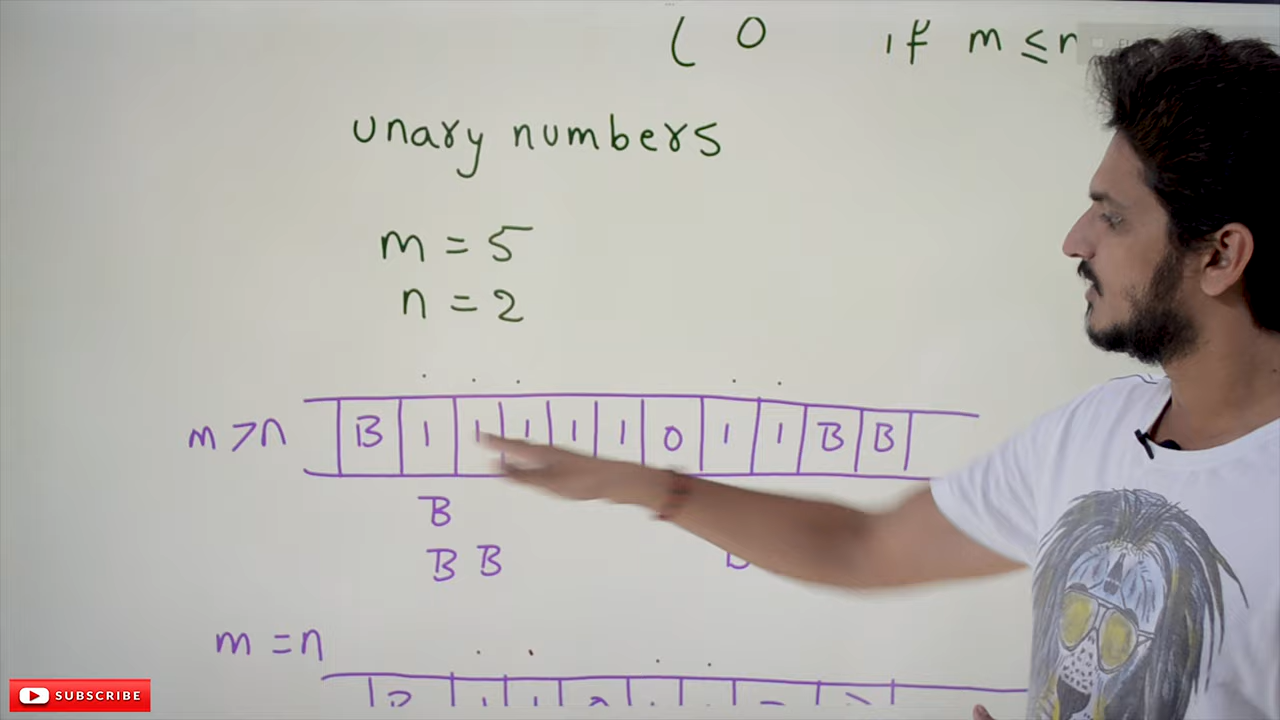 ( 0 if m ≤ n
unary numbers
m = 5
n = 2
m > n B 1 1 1 1 1 0 1 1 B B
B
B B
m = n
SUBSCRIBE